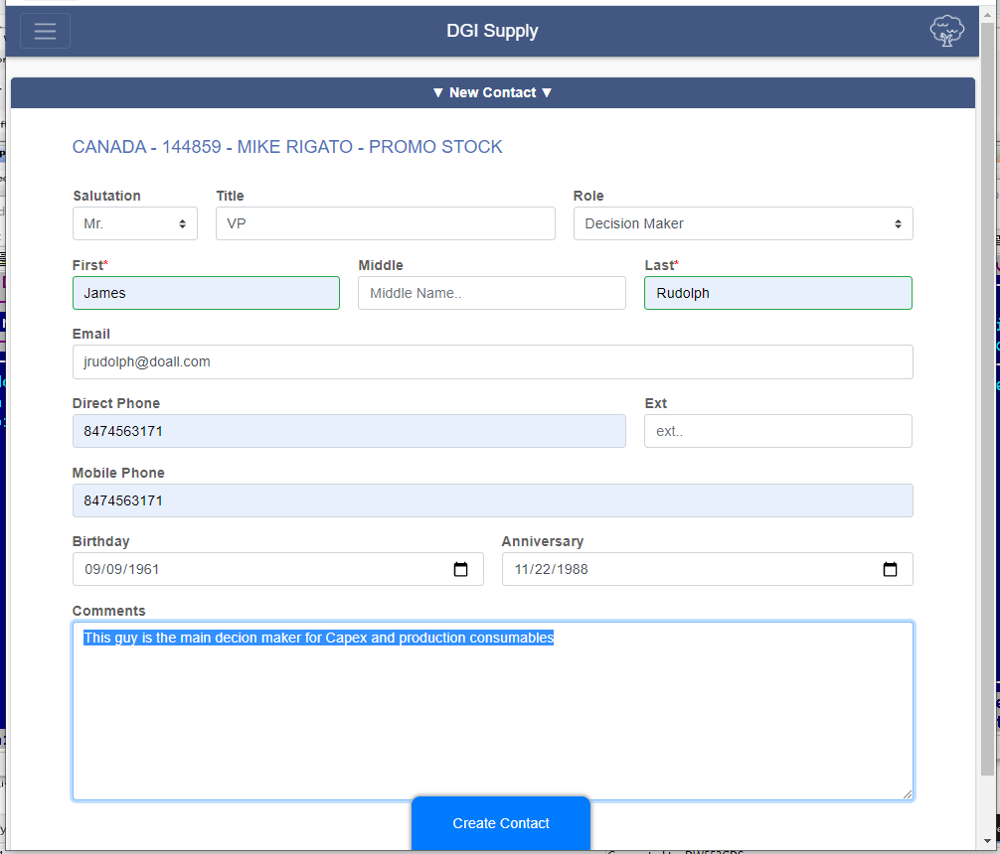 DGI Supply
▼ New Contact ▼
CANADA - 144859 - MIKE RIGATO - PROMO STOCK
Salutation Title Role
Mr. VP Decision Maker
First* Middle Last*
James Middle Name.. Rudolph
Email
jrudolph@doall.com
Direct Phone Ext
8474563171 ext..
Mobile Phone
8474563171
Birthday Anniversary
09/09/1961 11/22/1988
Comments
This guy is the main decion maker for Capex and production consumables
Create Contact